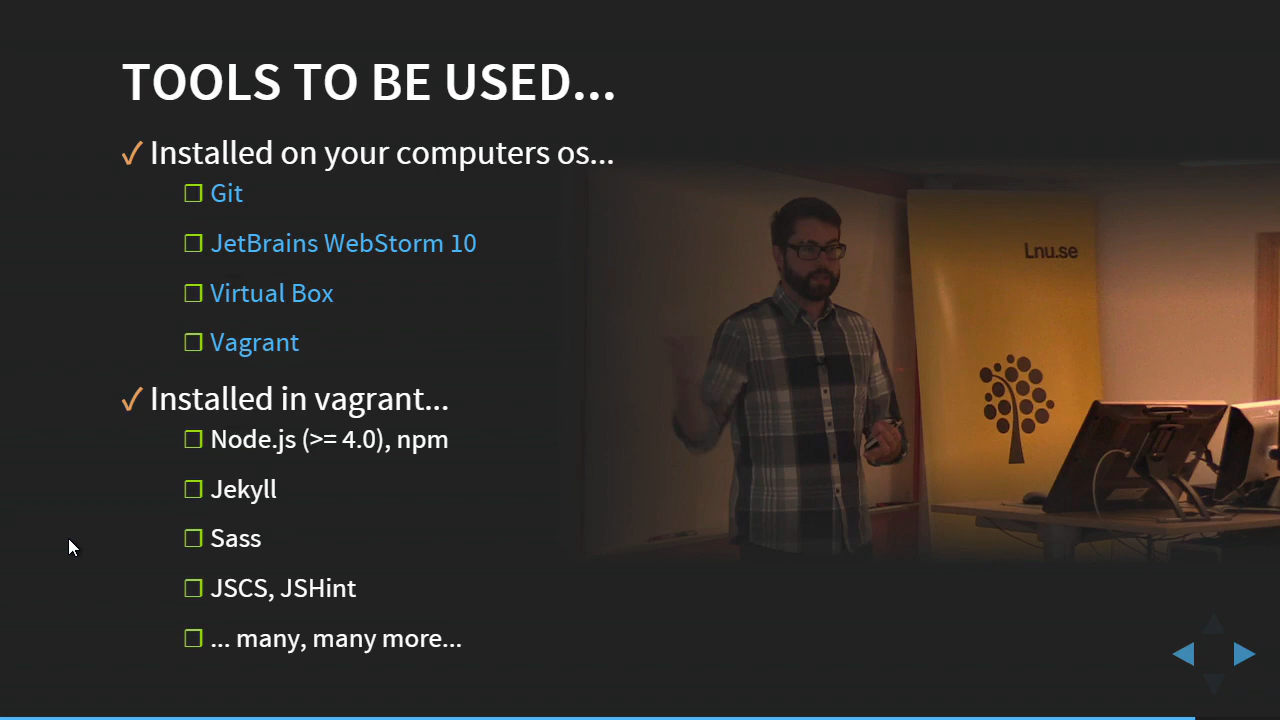 TOOLS TO BE USED...
✓ Installed on your computers os...
❒ Git
❒ JetBrains WebStorm 10
❒ Virtual Box
❒ Vagrant
✓ Installed in vagrant...
❒ Node.js (>= 4.0), npm
❒ Jekyll
❒ Sass
❒ JSCS, JSHint
❒ ... many, many more...
Lnu.se